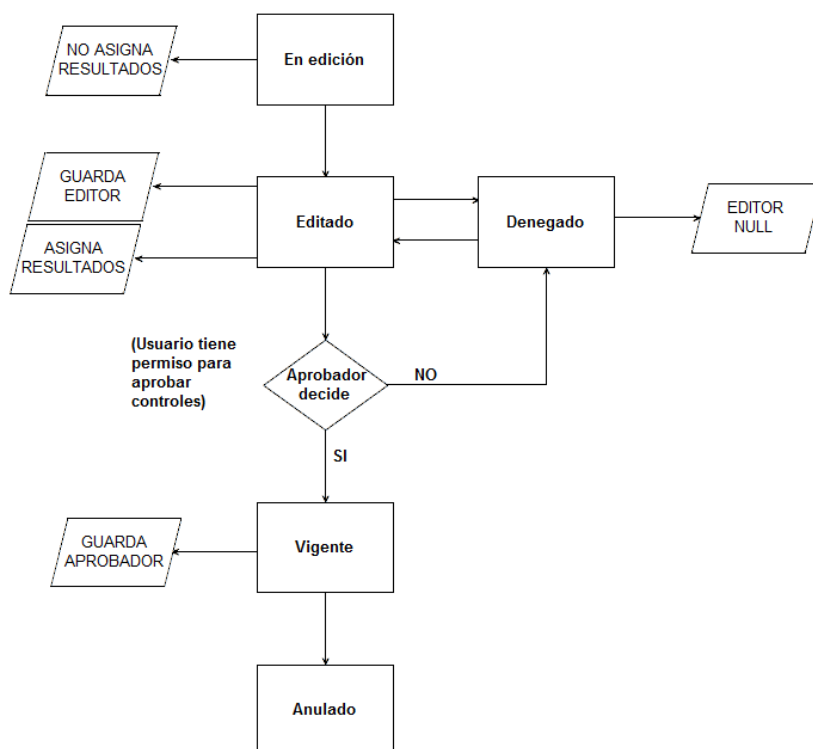 NO ASIGNA
RESULTADOS
En edición
GUARDA
EDITOR
ASIGNA
RESULTADOS
Editado
Denegado
EDITOR
NULL
(Usuario tiene
permiso para
aprobar
controles)
Aprobador
decide
NO
SI
GUARDA
APROBADOR
Vigente
Anulado